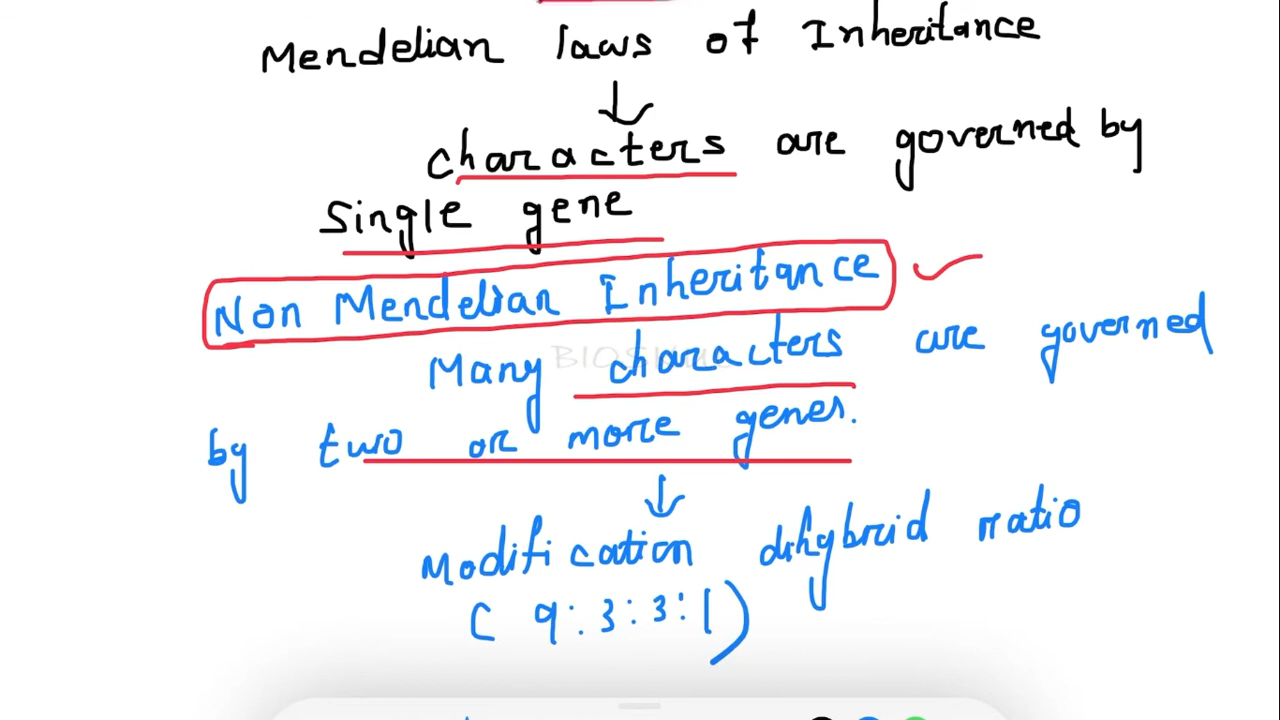 Mendelian laws of Inheritance
↓
characters are governed by
single gene
Non Mendelian Inheritance ✓
Many characters are governed
by two or more genes.
↓
Modification dihybrid ratio
( 9:3:3:1)